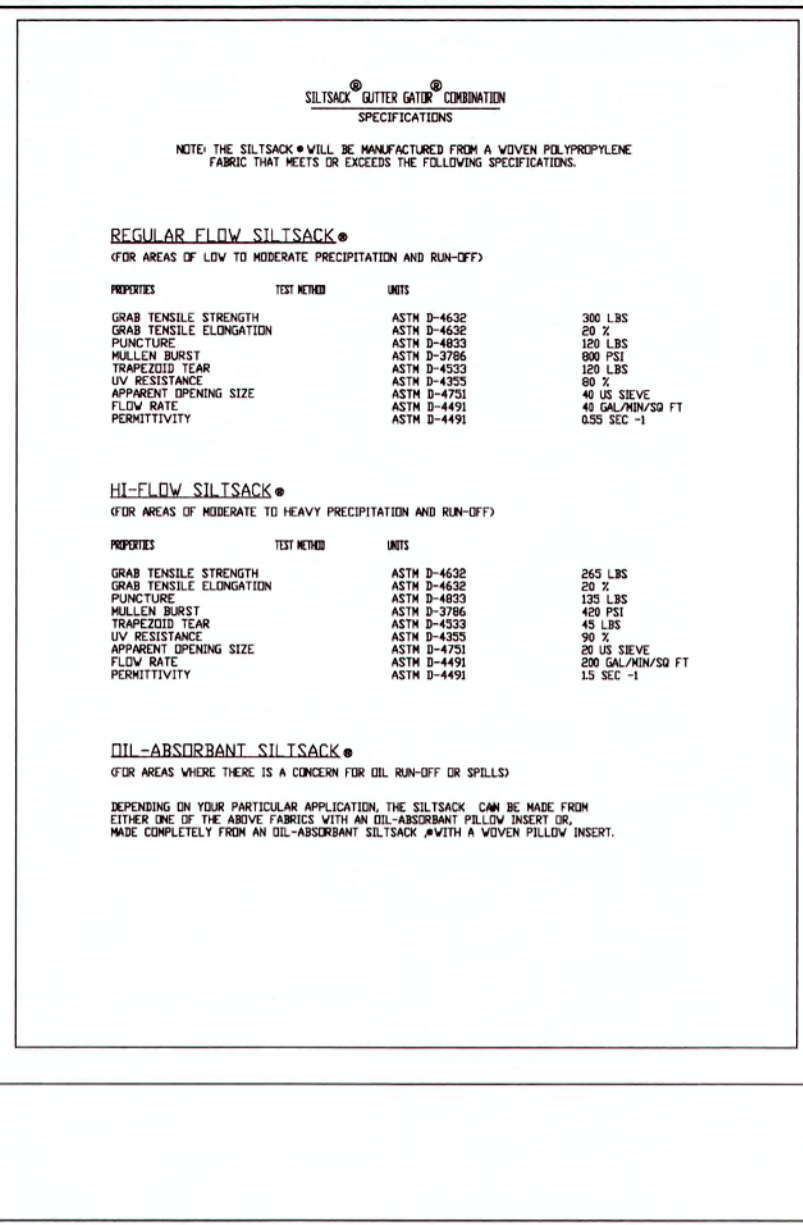 SILTSACK® GUTTER GATOR® COMBINATION
SPECIFICATIONS
NOTE: THE SILTSACK ® WILL BE MANUFACTURED FROM A WOVEN POLYPROPYLENE
FABRIC THAT MEETS OR EXCEEDS THE FOLLOWING SPECIFICATIONS.
REGULAR FLOW SILTSACK®
(FOR AREAS OF LOW TO MODERATE PRECIPITATION AND RUN-OFF)
PROPERTIES TEST METHOD UNITS
GRAB TENSILE STRENGTH ASTM D-4632 300 LBS
GRAB TENSILE ELONGATION ASTM D-4632 20 %
PUNCTURE ASTM D-4833 120 LBS
MULLEN BURST ASTM D-3786 800 PSI
TRAPEZOID TEAR ASTM D-4533 120 LBS
UV RESISTANCE ASTM D-4355 80 %
APPARENT OPENING SIZE ASTM D-4751 40 US SIEVE
FLOW RATE ASTM D-4491 40 GAL/MIN/SQ FT
PERMITTIVITY ASTM D-4491 0.55 SEC -1
HI-FLOW SILTSACK®
(FOR AREAS OF MODERATE TO HEAVY PRECIPITATION AND RUN-OFF)
PROPERTIES TEST METHOD UNITS
GRAB TENSILE STRENGTH ASTM D-4632 265 LBS
GRAB TENSILE ELONGATION ASTM D-4632 20 %
PUNCTURE ASTM D-4833 135 LBS
MULLEN BURST ASTM D-3786 420 PSI
TRAPEZOID TEAR ASTM D-4533 45 LBS
UV RESISTANCE ASTM D-4355 90 %
APPARENT OPENING SIZE ASTM D-4751 20 US SIEVE
FLOW RATE ASTM D-4491 200 GAL/MIN/SQ FT
PERMITTIVITY ASTM D-4491 1.5 SEC -1
OIL-ABSORBANT SILTSACK®
(FOR AREAS WHERE THERE IS A CONCERN FOR OIL RUN-OFF OR SPILLS)
DEPENDING ON YOUR PARTICULAR APPLICATION, THE SILTSACK CAN BE MADE FROM
EITHER ONE OF THE ABOVE FABRICS WITH AN OIL-ABSORBANT PILLOW INSERT OR,
MADE COMPLETELY FROM AN OIL-ABSORBANT SILTSACK ,®WITH A WOVEN PILLOW INSERT.